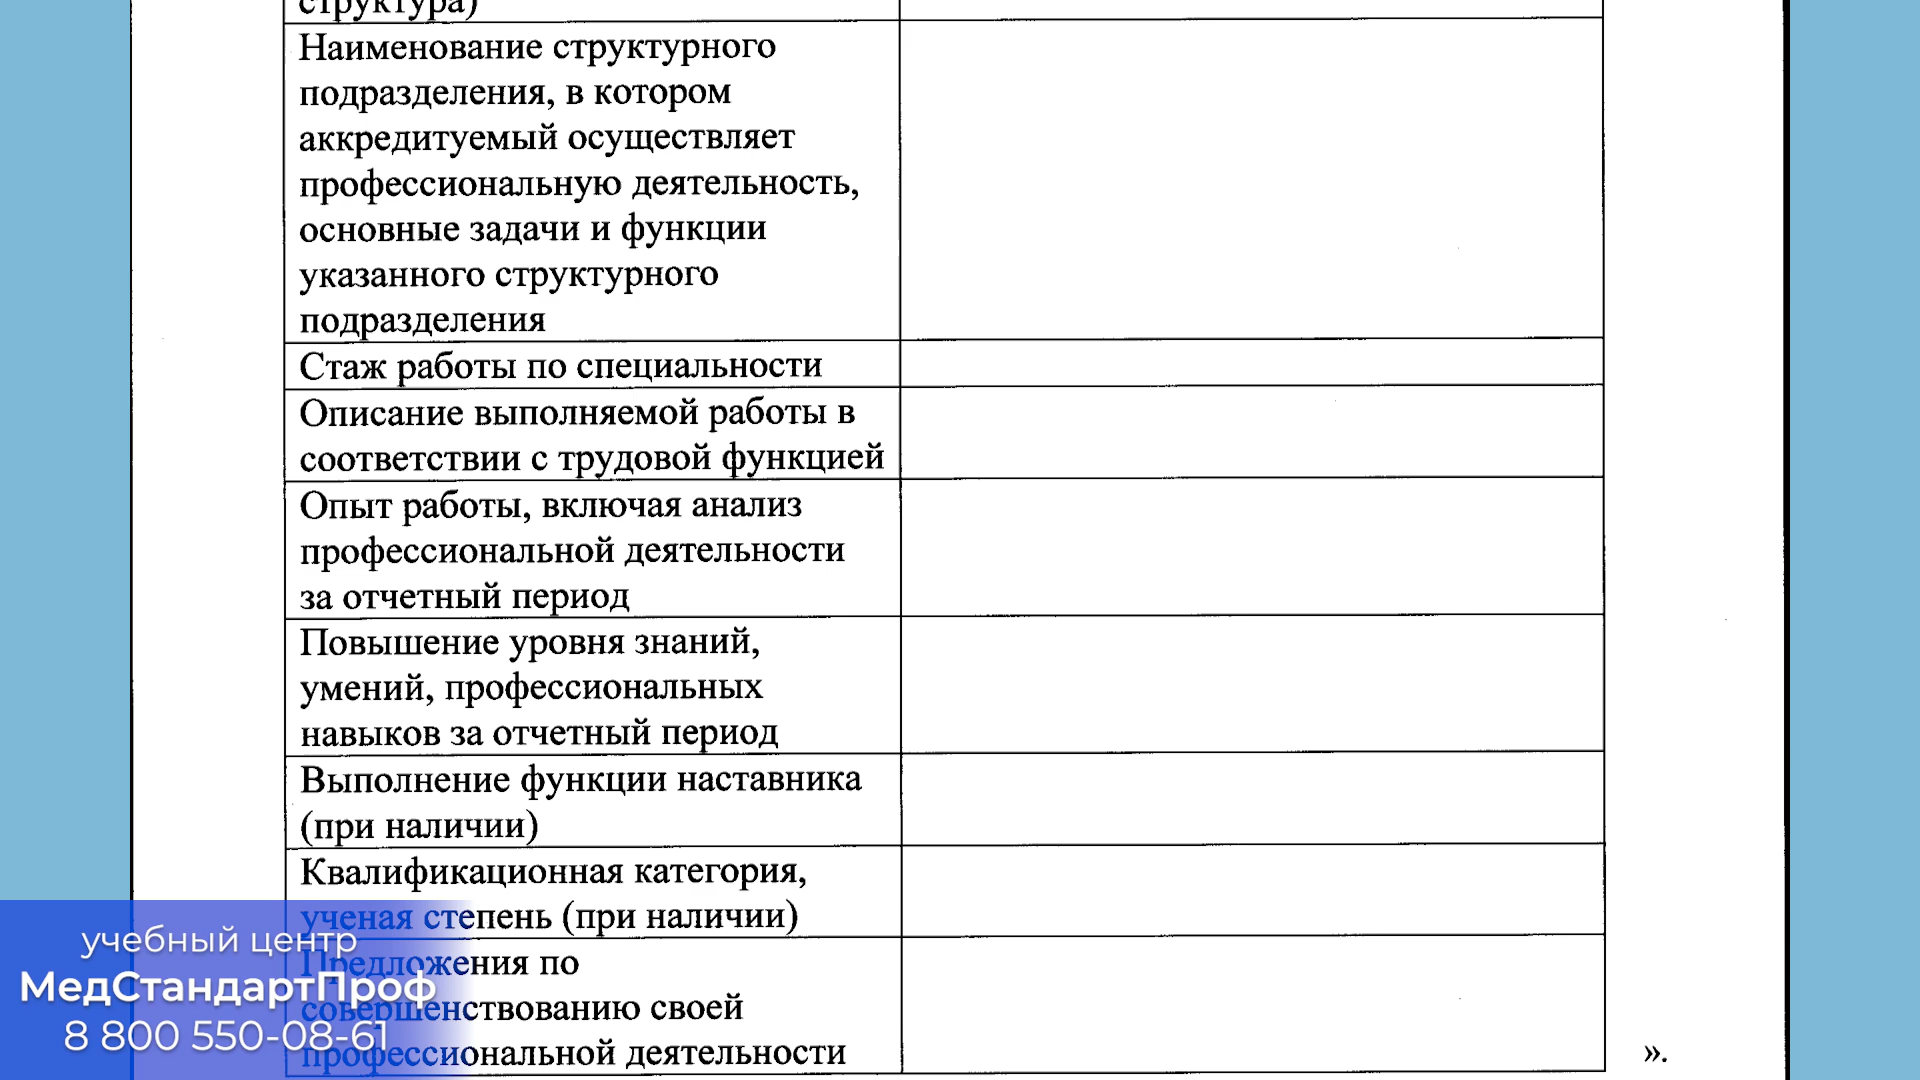 структура)
Наименование структурного
подразделения, в котором
аккредитуемый осуществляет
профессиональную деятельность,
основные задачи и функции
указанного структурного
подразделения
Стаж работы по специальности
Описание выполняемой работы в
соответствии с трудовой функцией
Опыт работы, включая анализ
профессиональной деятельности
за отчетный период
Повышение уровня знаний,
умений, профессиональных
навыков за отчетный период
Выполнение функции наставника
(при наличии)
Квалификационная категория,
ученая степень (при наличии)
Предложения по
совершенствованию своей
профессиональной деятельности
».
учебный центр
МедСтандартПроф
8 800 550-08-61